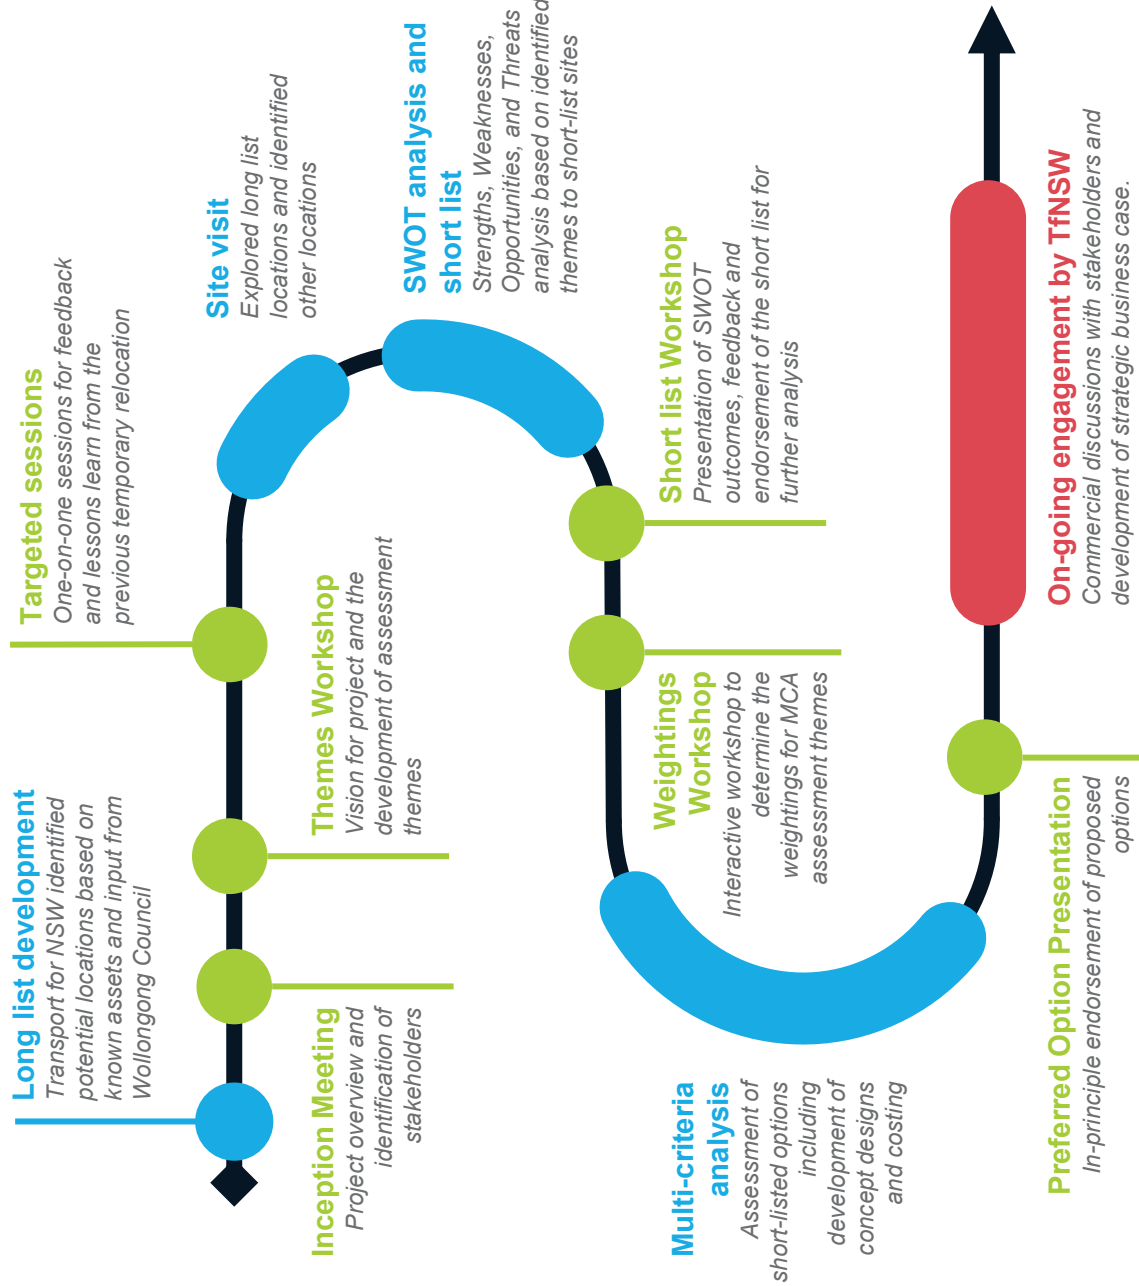 Long list development
Transport for NSW identified
potential locations based on
known assets and input from
Wollongong Council
Inception Meeting
Project overview and
identification of
stakeholders
Themes Workshop
Vision for project and the
development of assessment
themes
Targeted sessions
One-on-one sessions for feedback
and lessons learn from the
previous temporary relocation
Site visit
Explored long list
locations and identified
other locations
SWOT analysis and
short list
Strengths, Weaknesses,
Opportunities, and Threats
analysis based on identified
themes to short-list sites
Short list Workshop
Presentation of SWOT
outcomes, feedback and
endorsement of the short list for
further analysis
Weightings
Workshop
Interactive workshop to
determine the
weightings for MCA
assessment themes
Multi-criteria
analysis
Assessment of
short-listed options
including
development of
concept designs
and costing
Preferred Option Presentation
In-principle endorsement of proposed
options
On-going engagement by TfNSW
Commercial discussions with stakeholders and
development of strategic business case.